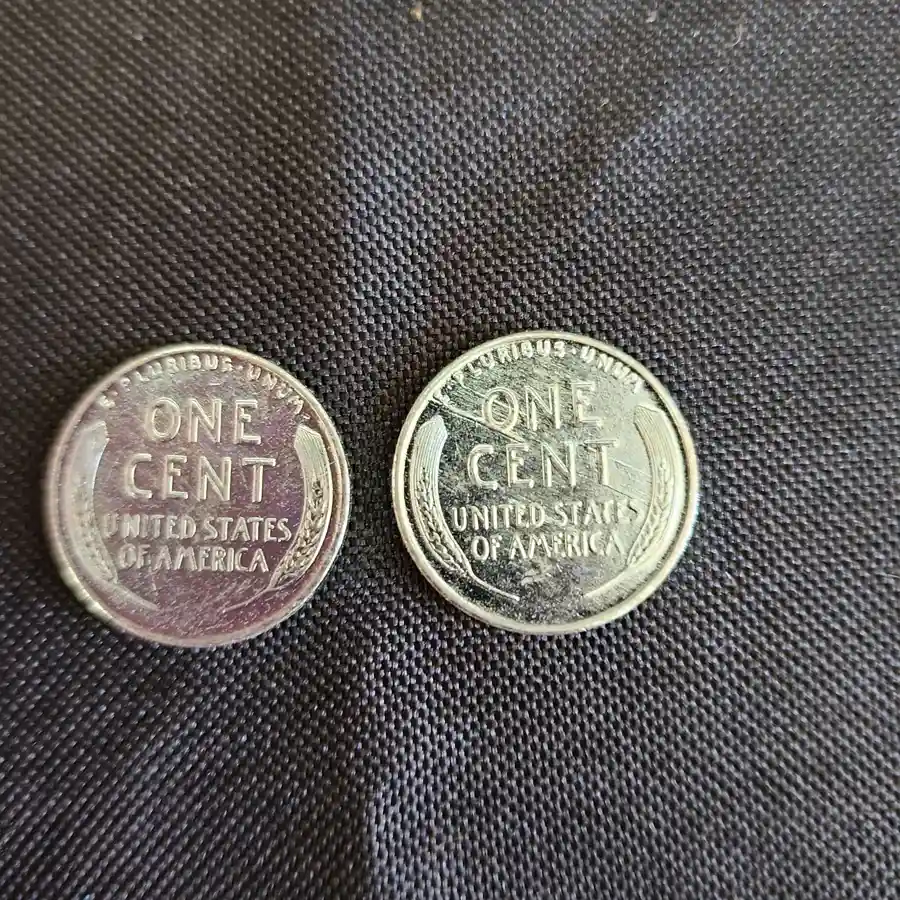 E·PLURIBUS·UNUM
ONE
CENT
UNITED STATES
OF AMERICA
E·PLURIBUS·UNUM
ONE
CENT
UNITED STATES
OF AMERICA